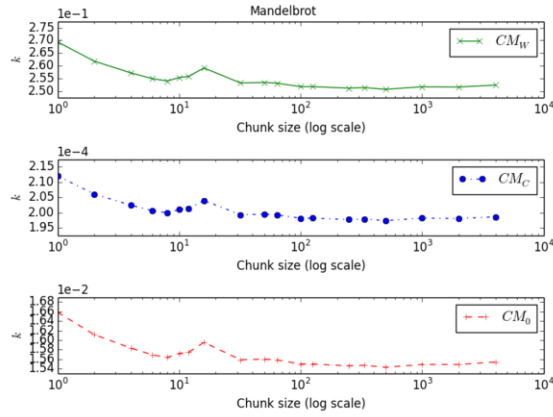 Mandelbrot
1e−1
2.75
2.70
2.65
2.60
2.55
2.50
k
CM_W
10^0 10^1 10^2 10^3 10^4
Chunk size (log scale)
1e−4
2.15
2.10
2.05
2.00
1.95
k
CM_C
10^0 10^1 10^2 10^3 10^4
Chunk size (log scale)
1e−2
1.68
1.66
1.64
1.62
1.60
1.58
1.56
1.54
k
CM_0
10^0 10^1 10^2 10^3 10^4
Chunk size (log scale)